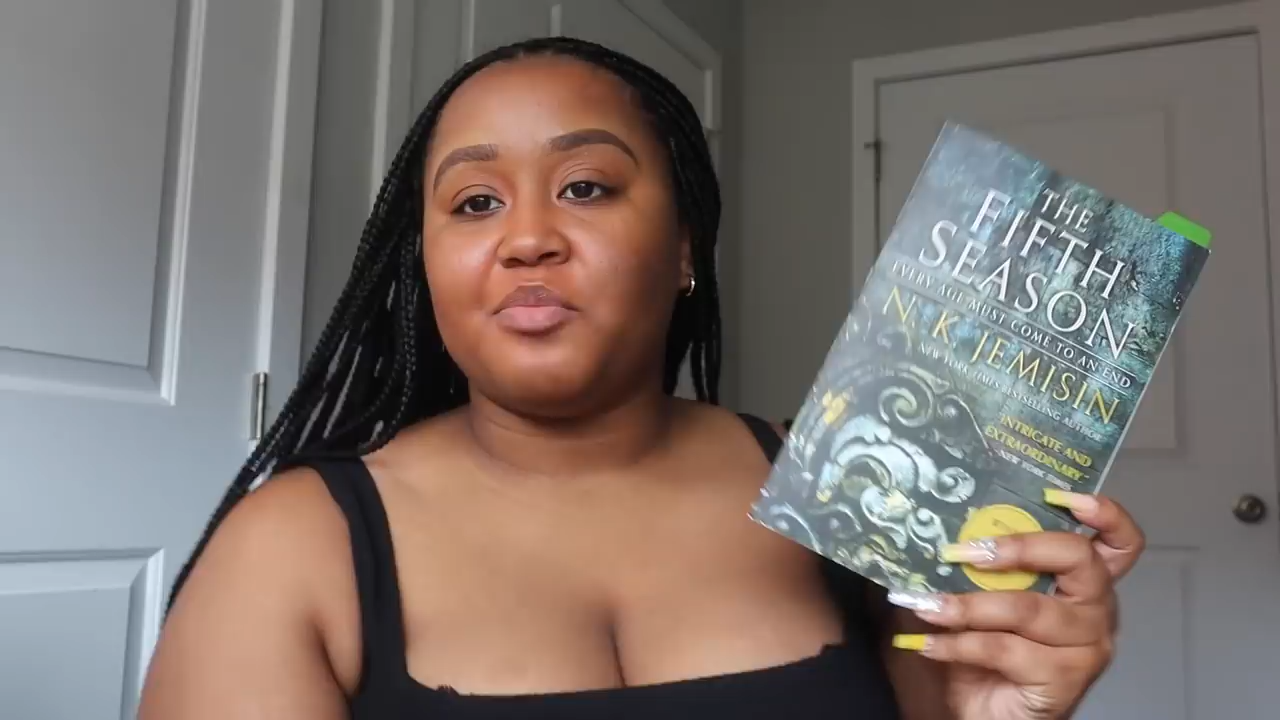 THE
FIFTH
SEASON
EVERY AGE MUST COME TO AN END
N. K. JEMISIN
NEW YORK TIMES BESTSELLING AUTHOR
"INTRICATE AND
EXTRAORDINARY."
NEW YORK TIMES